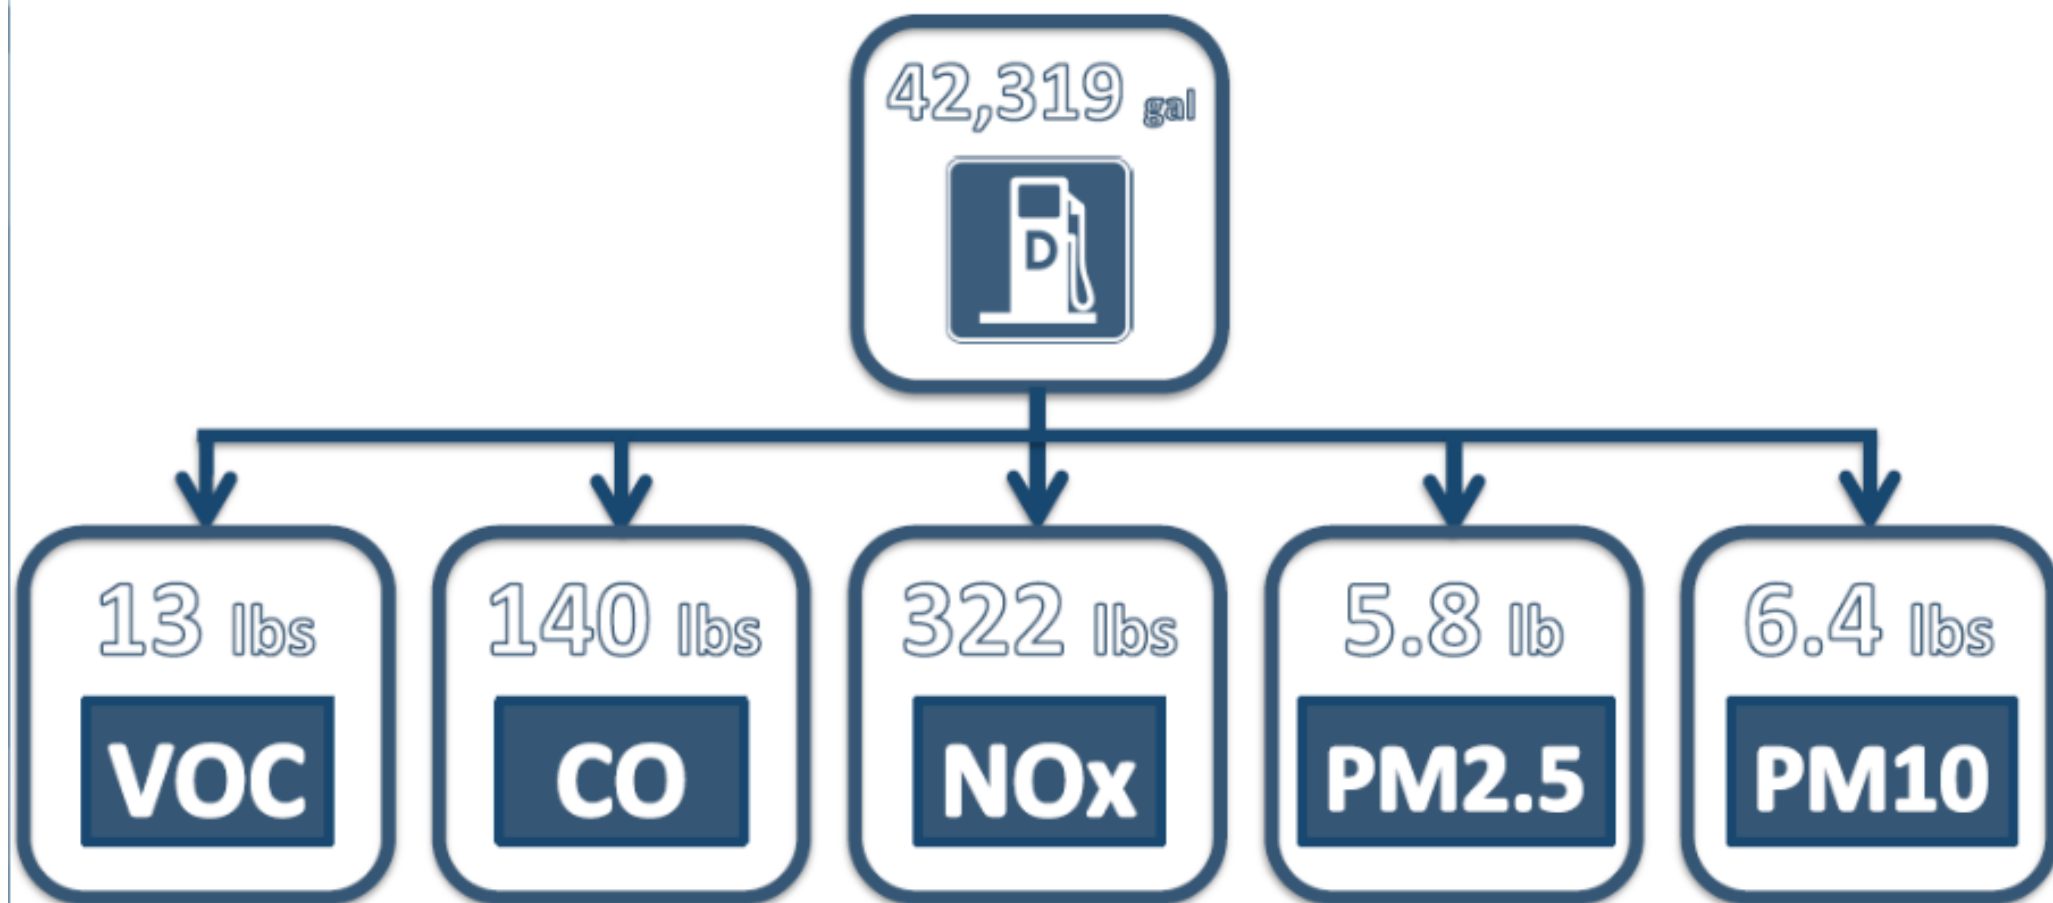 42,319 gal
D
13 lbs
VOC
140 lbs
CO
322 lbs
NOx
5.8 lb
PM2.5
6.4 lbs
PM10